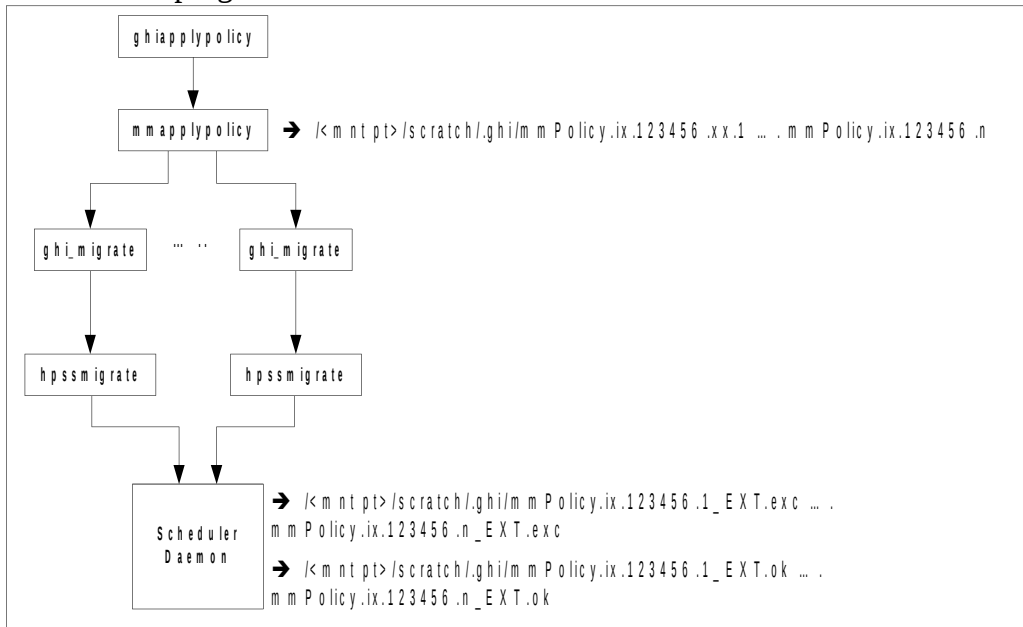 ghiapplypolicy
mmapplypolicy ➔ /<mntpt>/scratch/.ghi/mmPolicy.ix.123456.xx.1 … . mmPolicy.ix.123456.n
ghi_migrate … .. ghi_migrate
hpssmigrate hpssmigrate
➔ /<mntpt>/scratch/.ghi/mmPolicy.ix.123456.1_EXT.exc … .
mmPolicy.ix.123456.n_EXT.exc
Scheduler
Daemon
➔ /<mntpt>/scratch/.ghi/mmPolicy.ix.123456.1_EXT.ok … .
mmPolicy.ix.123456.n_EXT.ok